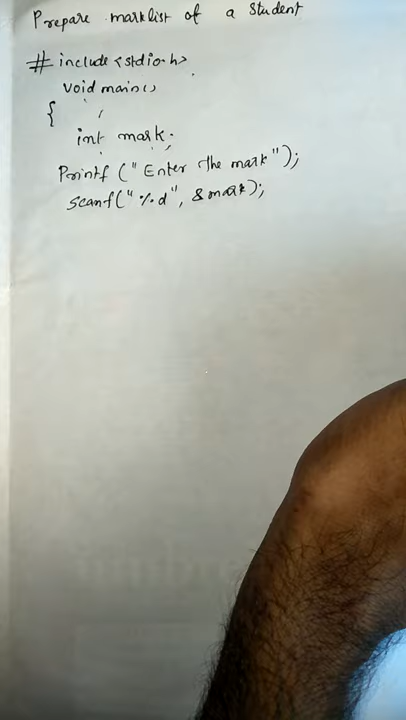 Prepare marklist of a student
# include <stdio.h>
void main()
{
int mark;
Printf ("Enter the mark");
scanf("%d", &mark);